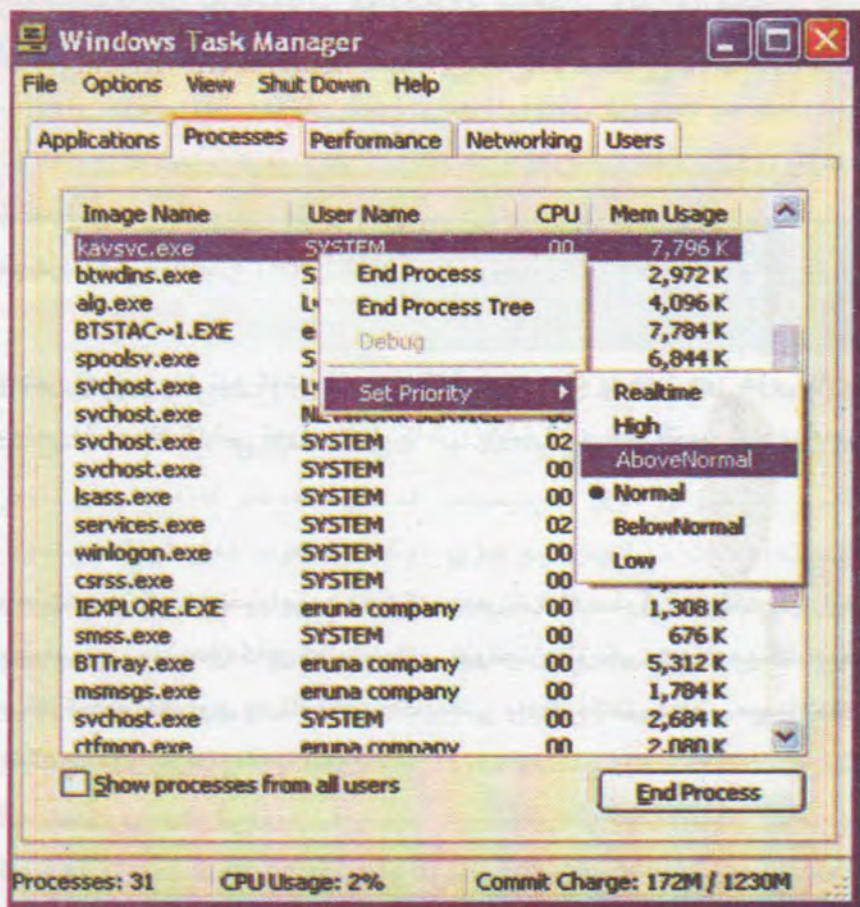 Windows Task Manager
File Options View Shut Down Help
Applications Processes Performance Networking Users
Image Name User Name CPU Mem Usage
kavsvc.exe SYSTEM 00 7,796 K
btwdins.exe S 2,972 K
alg.exe 4,096 K
BTSTAC~1.EXE e 7,784 K
spoolsv.exe S 6,844 K
svchost.exe
svchost.exe 00
svchost.exe SYSTEM 02
svchost.exe SYSTEM 00
lsass.exe SYSTEM 00
services.exe SYSTEM 02
winlogon.exe SYSTEM 00
csrss.exe SYSTEM 00
IEXPLORE.EXE eruna company 00 1,308 K
smss.exe SYSTEM 00 676 K
BTTray.exe eruna company 00 5,312 K
msmsgs.exe eruna company 00 1,784 K
svchost.exe SYSTEM 00 2,684 K
ctfmon.exe eruna company 00 2,080 K
End Process
End Process Tree
Debug
Set Priority
Realtime
High
AboveNormal
Normal
BelowNormal
Low
Show processes from all users
End Process
Processes: 31 CPU Usage: 2% Commit Charge: 172M / 1230M